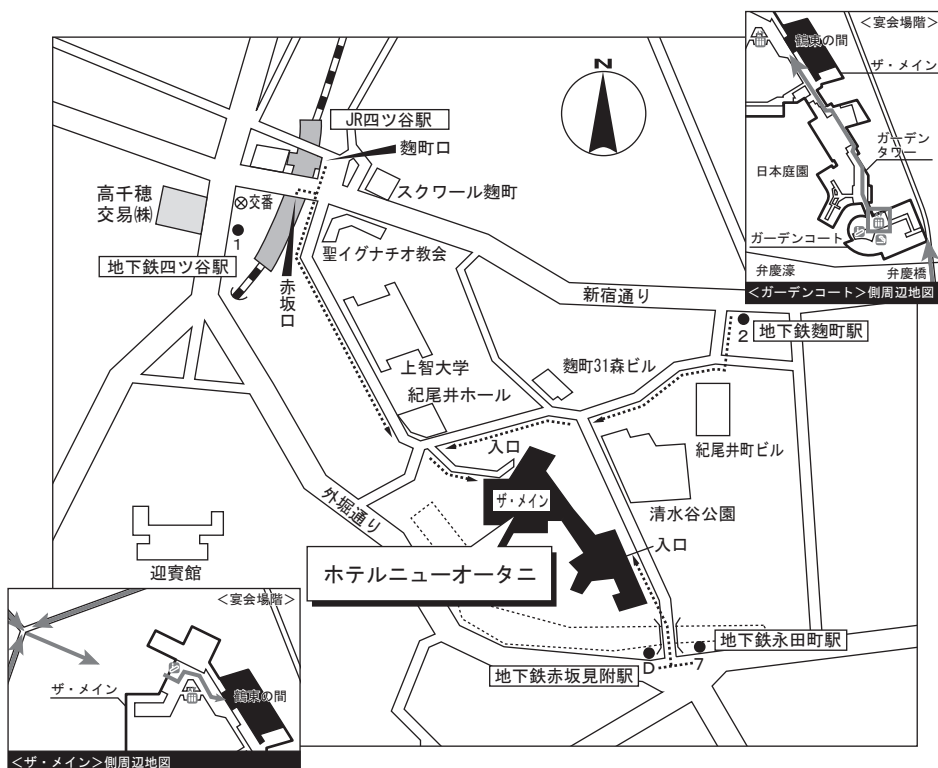 ＜宴会場階＞
鶴東の間
ザ・メイン
ガーデン
タワー
日本庭園
ガーデンコート
弁慶濠
弁慶橋
＜ガーデンコート＞側周辺地図
N
JR四ツ谷駅
麴町口
スクワール麴町
高千穂
交易㈱
交番
1
地下鉄四ツ谷駅
赤坂口
聖イグナチオ教会
新宿通り
2
地下鉄麴町駅
上智大学
麴町31森ビル
紀尾井ホール
紀尾井町ビル
入口
ザ・メイン
外堀通り
清水谷公園
入口
迎賓館
ホテルニューオータニ
地下鉄永田町駅
7
D
地下鉄赤坂見附駅
＜宴会場階＞
ザ・メイン
鶴東の間
＜ザ・メイン＞側周辺地図